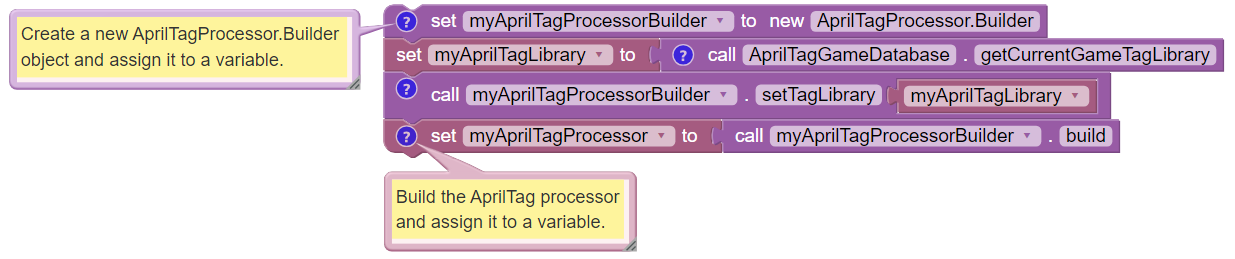 Create a new AprilTagProcessor.Builder
object and assign it to a variable.
? set myAprilTagProcessorBuilder to new AprilTagProcessor.Builder
set myAprilTagLibrary to ? call AprilTagGameDatabase . getCurrentGameTagLibrary
? call myAprilTagProcessorBuilder . setTagLibrary myAprilTagLibrary
? set myAprilTagProcessor to call myAprilTagProcessorBuilder . build
Build the AprilTag processor
and assign it to a variable.